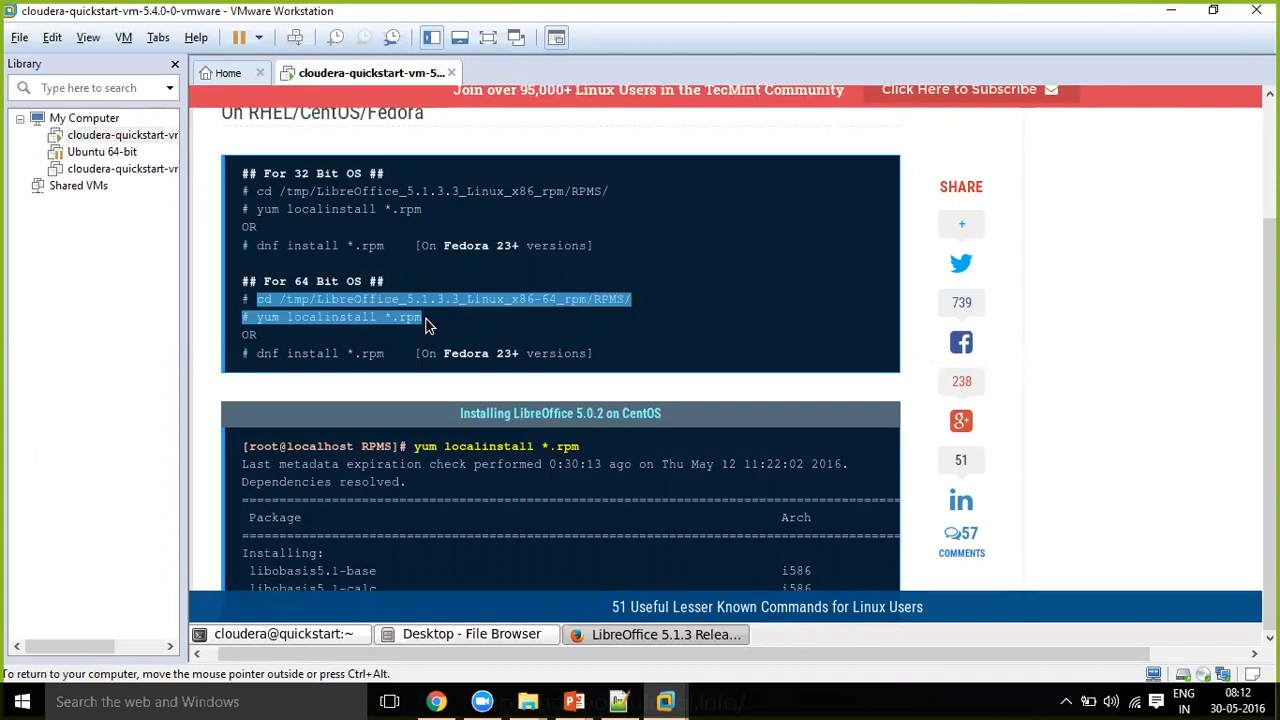 cloudera-quickstart-vm-5.4.0-0-vmware - VMware Workstation
File Edit View VM Tabs Help
Library
Type here to search
My Computer
cloudera-quickstart-vr
Ubuntu 64-bit
cloudera-quickstart-vr
Shared VMs
Home
cloudera-quickstart-vm-5...
Join over 95,000+ Linux Users in the TecMint Community
Click Here to Subscribe
On RHEL/CentOS/Fedora
## For 32 Bit OS ##
# cd /tmp/LibreOffice_5.1.3.3_Linux_x86_rpm/RPMS/
# yum localinstall *.rpm
OR
# dnf install *.rpm [On Fedora 23+ versions]
## For 64 Bit OS ##
# cd /tmp/LibreOffice_5.1.3.3_Linux_x86-64_rpm/RPMS/
# yum localinstall *.rpm
OR
# dnf install *.rpm [On Fedora 23+ versions]
Installing LibreOffice 5.0.2 on CentOS
[root@localhost RPMS]# yum localinstall *.rpm
Last metadata expiration check performed 0:30:13 ago on Thu May 12 11:22:02 2016.
Dependencies resolved.
Package Arch
Installing:
libobasis5.1-base i586
libobasis5.1-calc i586
SHARE
+
739
238
51
57
COMMENTS
51 Useful Lesser Known Commands for Linux Users
cloudera@quickstart:~
Desktop - File Browser
LibreOffice 5.1.3 Relea...
To return to your computer, move the mouse pointer outside or press Ctrl+Alt.
Search the web and Windows
ENG
IN
08:12
30-05-2016